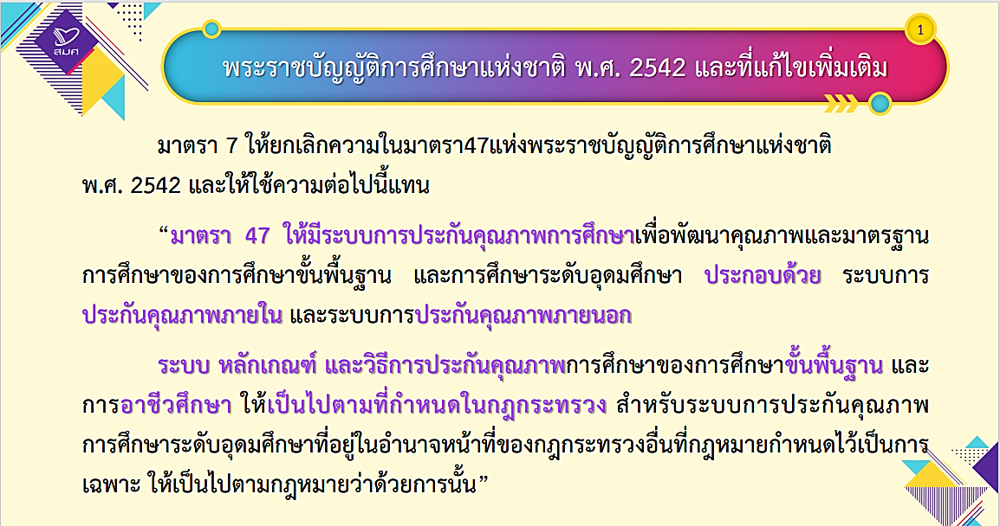 สมศ
1
พระราชบัญญัติการศึกษาแห่งชาติ พ.ศ. 2542 และที่แก้ไขเพิ่มเติม
มาตรา 7 ให้ยกเลิกความในมาตรา47แห่งพระราชบัญญัติการศึกษาแห่งชาติ
พ.ศ. 2542 และให้ใช้ความต่อไปนี้แทน
“มาตรา 47 ให้มีระบบการประกันคุณภาพการศึกษาเพื่อพัฒนาคุณภาพและมาตรฐาน
การศึกษาของการศึกษาขั้นพื้นฐาน และการศึกษาระดับอุดมศึกษา ประกอบด้วย ระบบการ
ประกันคุณภาพภายใน และระบบการประกันคุณภาพภายนอก
ระบบ หลักเกณฑ์ และวิธีการประกันคุณภาพการศึกษาของการศึกษาขั้นพื้นฐาน และ
การอาชีวศึกษา ให้เป็นไปตามที่กำหนดในกฎกระทรวง สำหรับระบบการประกันคุณภาพ
การศึกษาระดับอุดมศึกษาที่อยู่ในอำนาจหน้าที่ของกฎกระทรวงอื่นที่กฎหมายกำหนดไว้เป็นการ
เฉพาะ ให้เป็นไปตามกฎหมายว่าด้วยการนั้น”